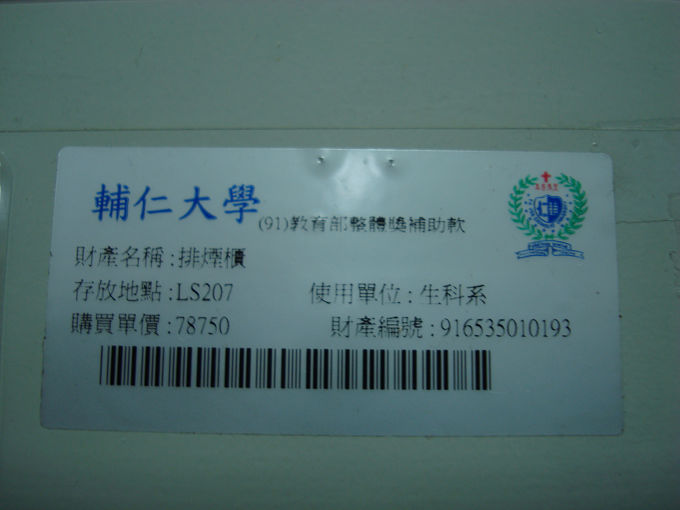 輔仁大學 (91)教育部整體獎補助款
財產名稱:排煙櫃
存放地點:LS207 使用單位:生科系
購買單價:78750 財產編號:916535010193